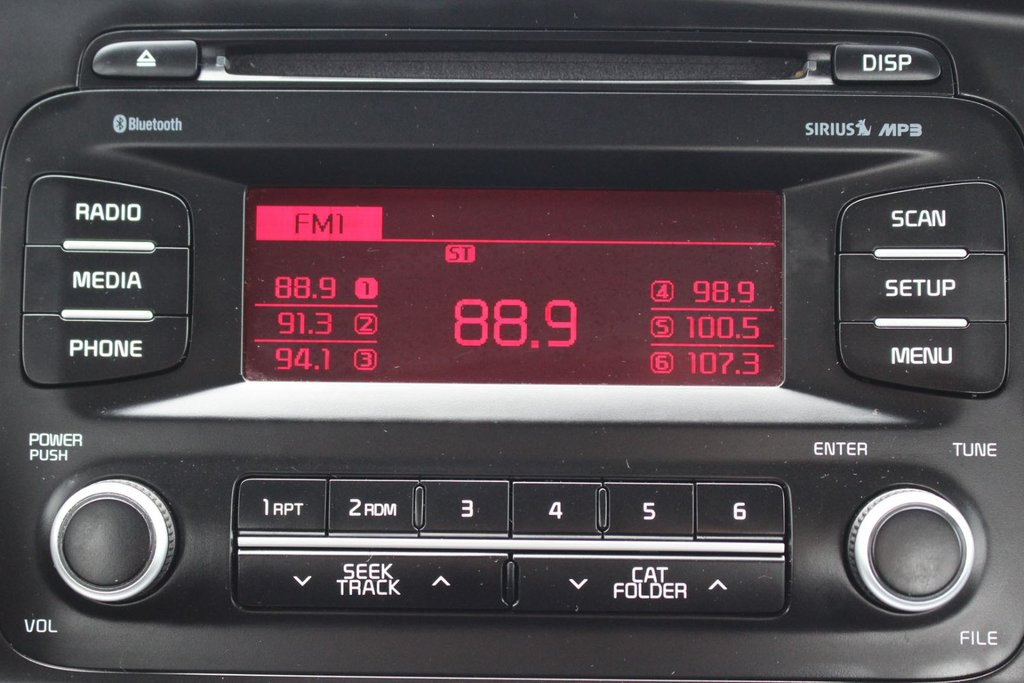 DISP
Bluetooth
SIRIUS MP3
RADIO
MEDIA
PHONE
FM1
ST
88.9 1
91.3 2
94.1 3
88.9
4 98.9
5 100.5
6 107.3
SCAN
SETUP
MENU
POWER
PUSH
VOL
1 RPT 2 RDM 3 4 5 6
SEEK
TRACK
CAT
FOLDER
ENTER
TUNE
FILE